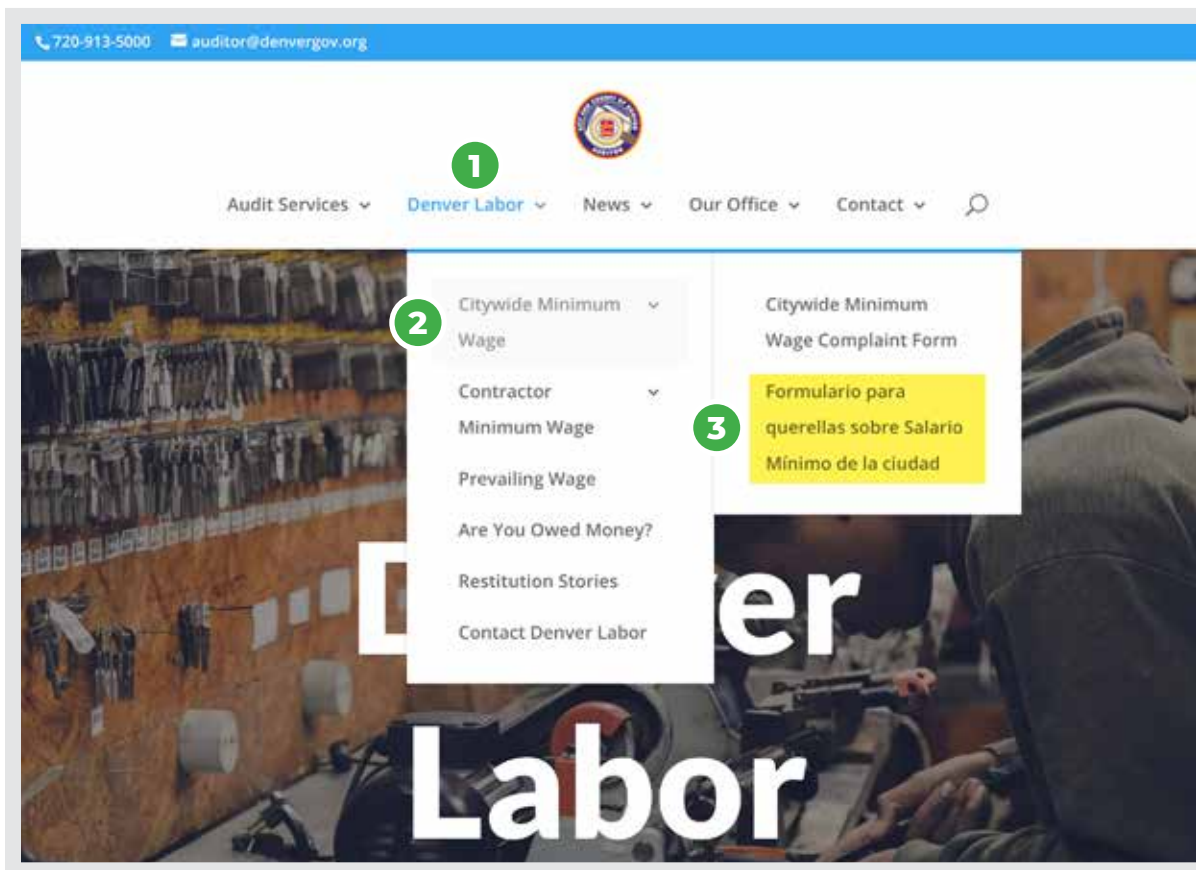 720-913-5000 auditor@denvergov.org
1
Audit Services Denver Labor News Our Office Contact
2
Citywide Minimum
Wage
Contractor
Minimum Wage
Prevailing Wage
Are You Owed Money?
Restitution Stories
Contact Denver Labor
Citywide Minimum
Wage Complaint Form
3
Formulario para
querellas sobre Salario
Mínimo de la ciudad
D er
Labor